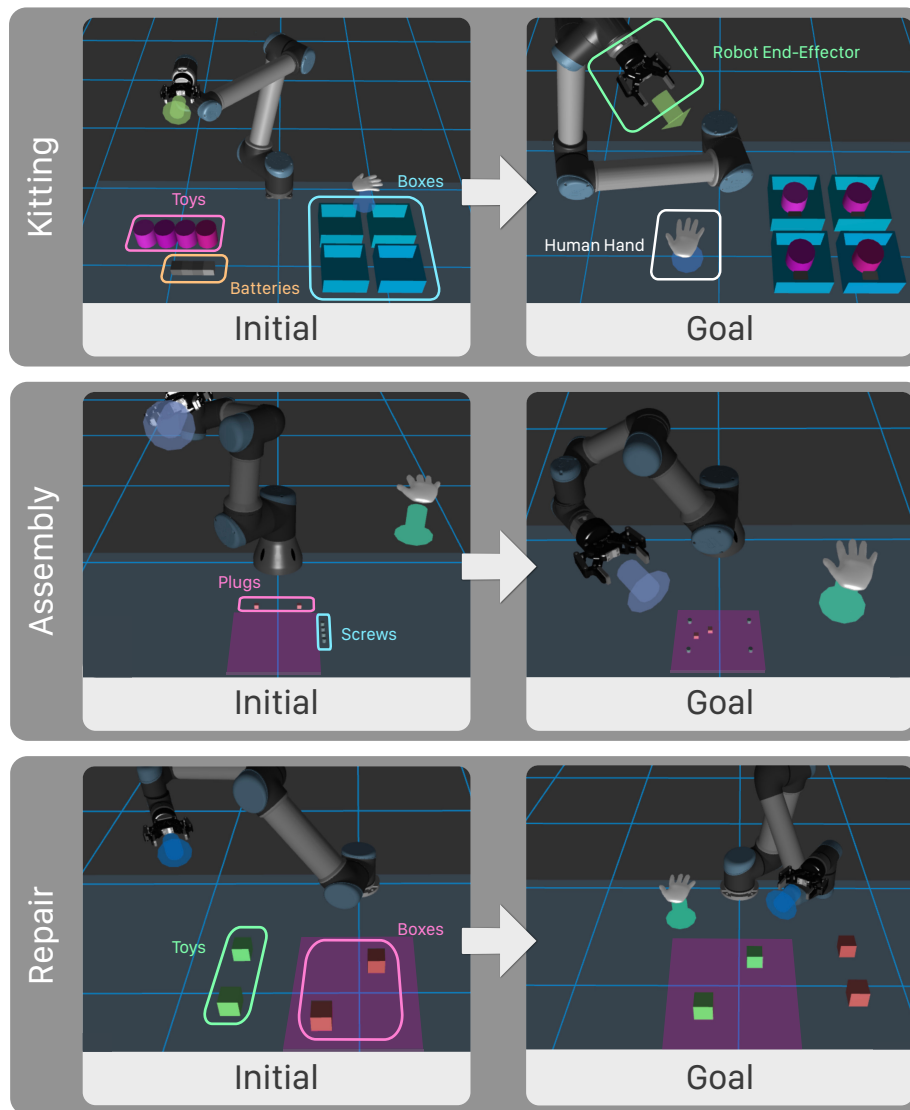 Kitting
Toys
Batteries
Boxes
Initial
Robot End-Effector
Human Hand
Goal
Assembly
Plugs
Screws
Initial
Goal
Repair
Toys
Boxes
Initial
Goal